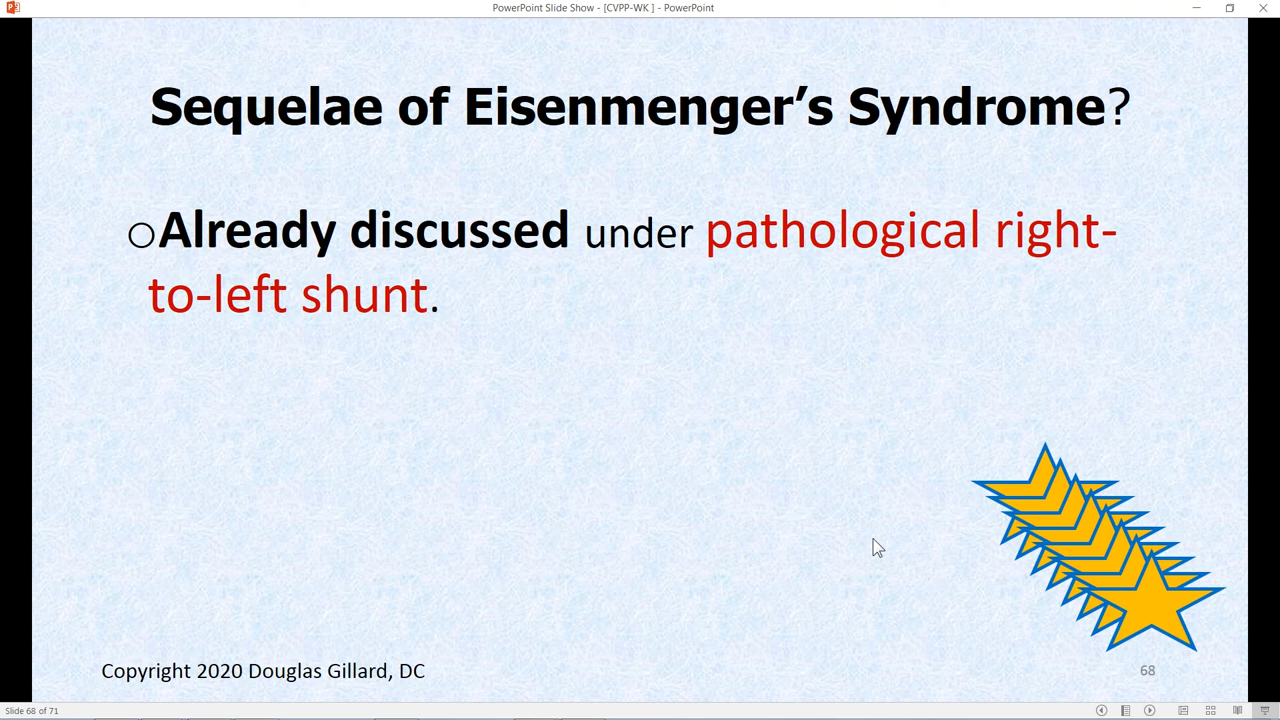 PowerPoint Slide Show - [CVPP-WK ] - PowerPoint
Sequelae of Eisenmenger’s Syndrome?
○Already discussed under pathological right-
to-left shunt.
Copyright 2020 Douglas Gillard, DC
68
Slide 68 of 71